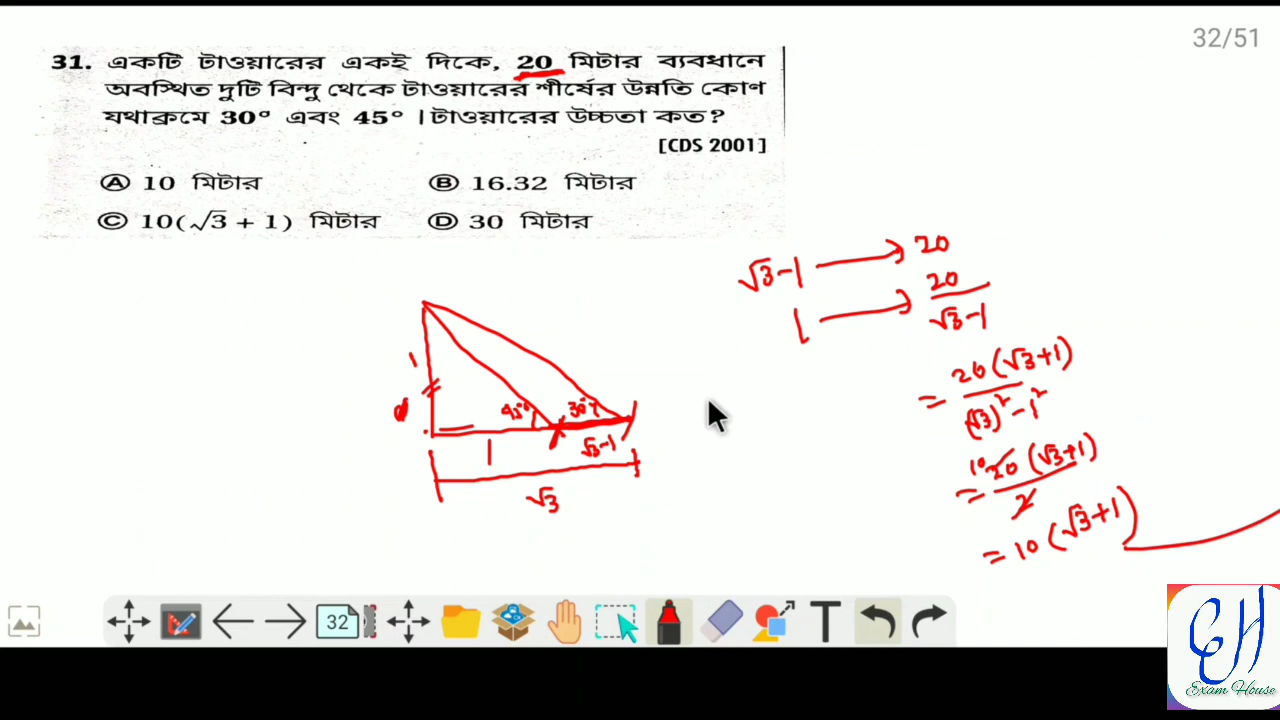 32/51
31. একটি টাওয়ারের একই দিকে, 20 মিটার ব্যবধানে
অবস্থিত দুটি বিন্দু থেকে টাওয়ারের শীর্ষের উন্নতি কোণ
যথাক্রমে 30° এবং 45° । টাওয়ারের উচ্চতা কত?
[CDS 2001]
Ⓐ 10 মিটার Ⓑ 16.32 মিটার
Ⓒ 10(√3 + 1) মিটার Ⓓ 30 মিটার
√3-1 → 20
1 → 20/√3-1
= 20(√3+1)/(√3)²-1²
= 10 20(√3+1)/2
= 10(√3+1)
1
45° 30°
1 √3-1
√3
32
T
EH
Exam House